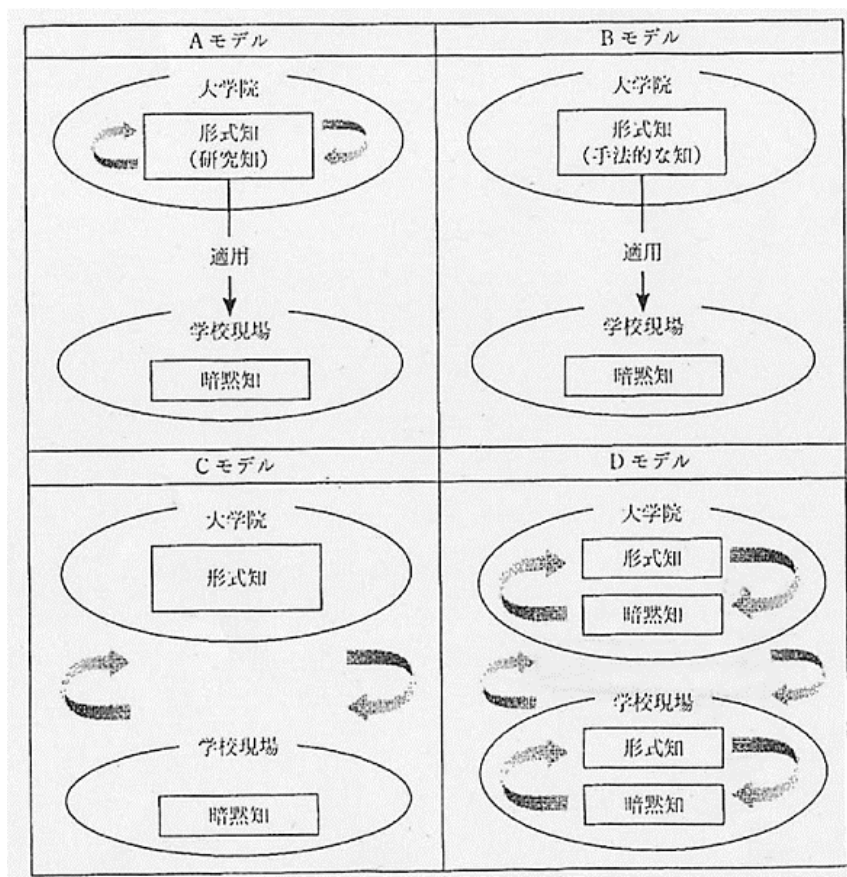 Aモデル
Bモデル
大学院
形式知
(研究知)
適用
学校現場
暗黙知
大学院
形式知
(手法的な知)
適用
学校現場
暗黙知
Cモデル
Dモデル
大学院
形式知
学校現場
暗黙知
大学院
形式知
暗黙知
学校現場
形式知
暗黙知